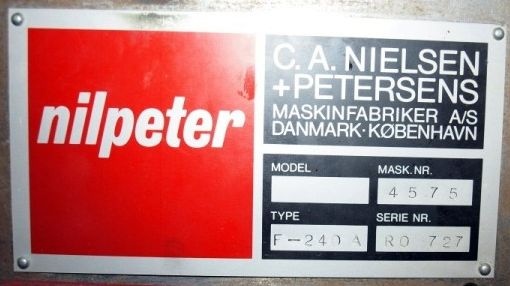 nilpeter
C. A. NIELSEN
+PETERSENS
MASKINFABRIKER A/S
DANMARK·KØBENHAVN
MODEL MASK.NR.
4575
TYPE SERIE NR.
F-240 A RO 727